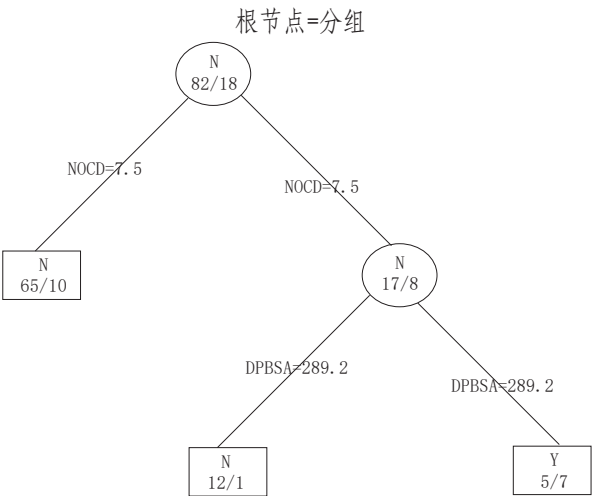 根节点=分组
N
82/18
NOCD=7.5
NOCD=7.5
N
65/10
N
17/8
DPBSA=289.2
DPBSA=289.2
N
12/1
Y
5/7